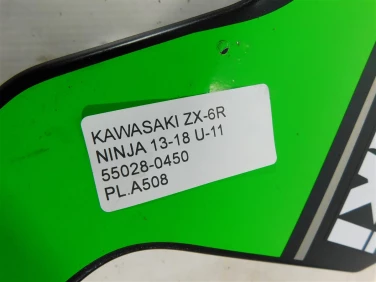 KAWASAKI ZX-6R
NINJA 13-18 U-11
55028-0450
PL.A508